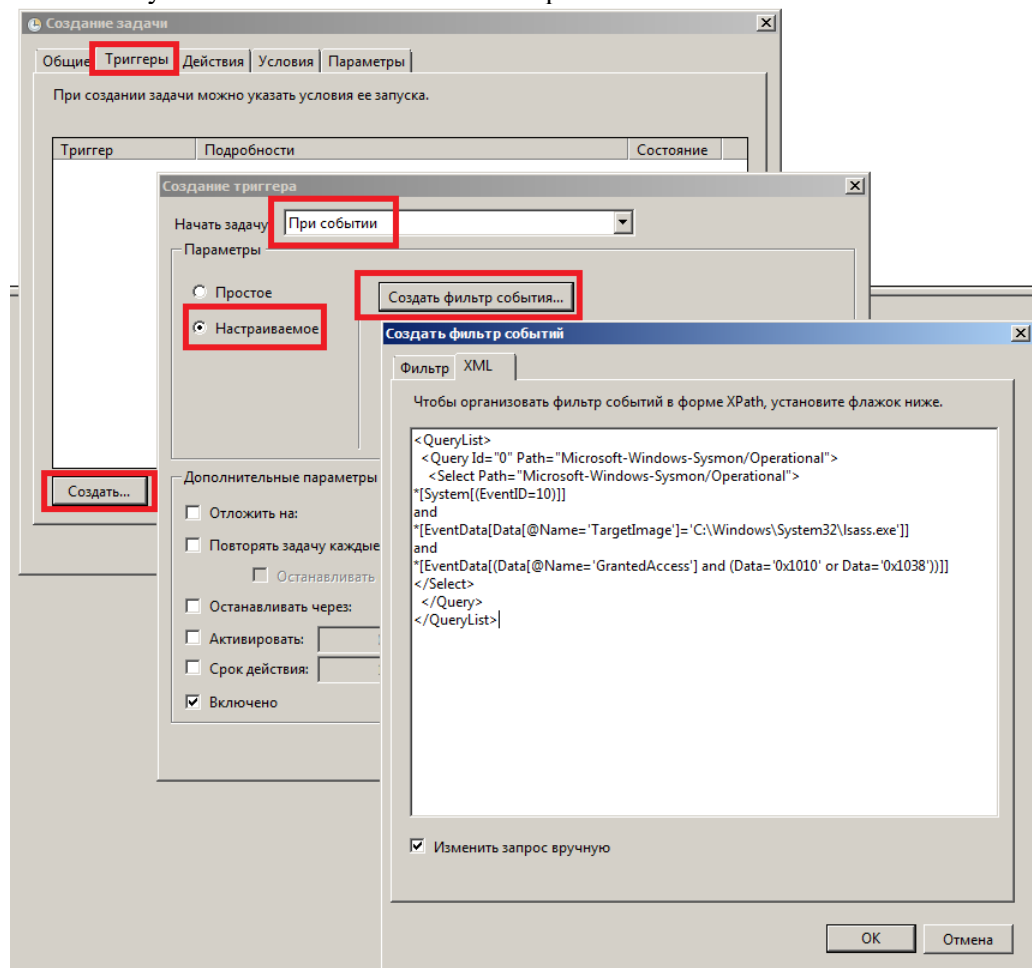 Создание задачи
Общие Триггеры Действия Условия Параметры
При создании задачи можно указать условия ее запуска.
Триггер Подробности Состояние
Создание триггера
Начать задачу При событии
Параметры
Простое
Создать фильтр события...
Настраиваемое
Создать фильтр событий
Фильтр XML
Чтобы организовать фильтр событий в форме XPath, установите флажок ниже.
<QueryList>
<Query Id="0" Path="Microsoft-Windows-Sysmon/Operational">
<Select Path="Microsoft-Windows-Sysmon/Operational">
*[System[(EventID=10)]]
and
*[EventData[Data[@Name='TargetImage']='C:\Windows\System32\lsass.exe']]
and
*[EventData[(Data[@Name='GrantedAccess'] and (Data='0x1010' or Data='0x1038'))]]
</Select>
</Query>
</QueryList>
Создать...
Дополнительные параметры
Отложить на:
Повторять задачу каждые
Останавливать
Останавливать через:
Активировать:
Срок действия:
Включено
Изменить запрос вручную
OK Отмена